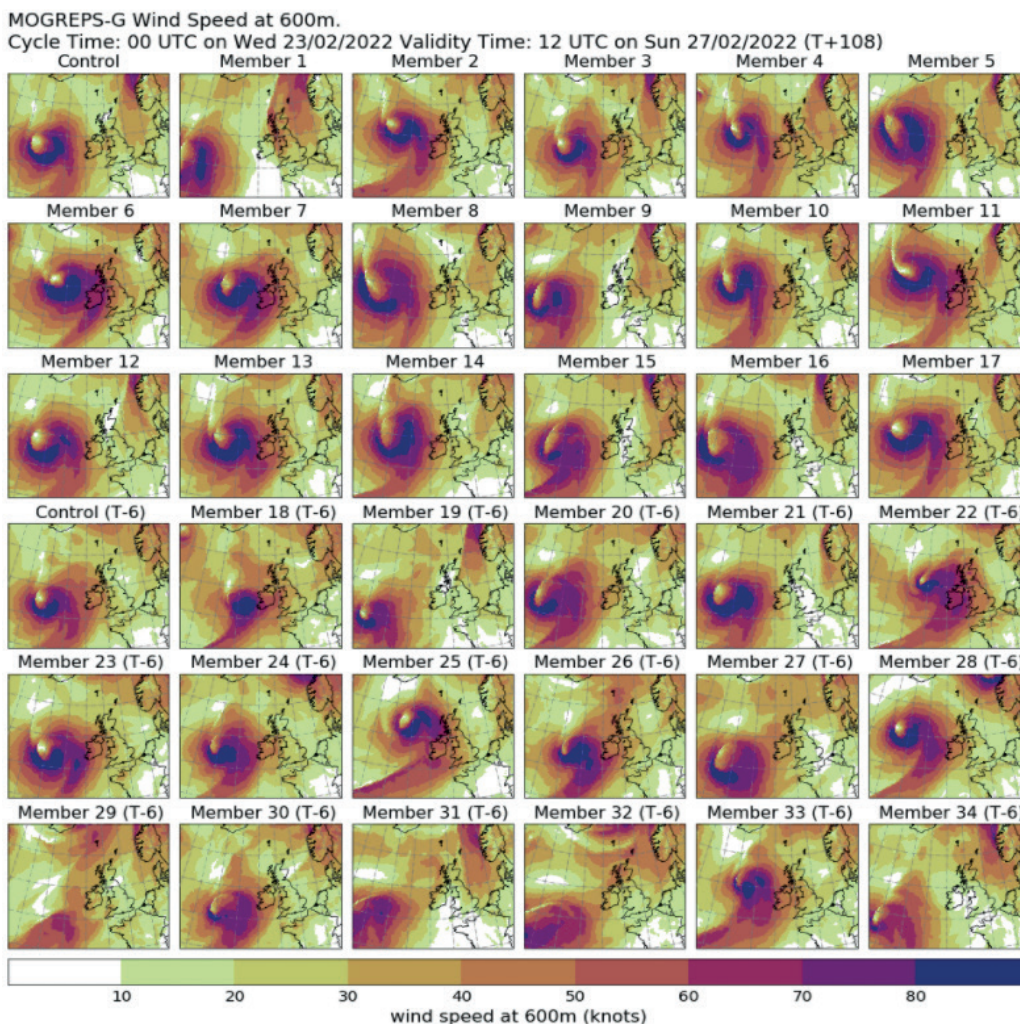 MOGREPS-G Wind Speed at 600m.
Cycle Time: 00 UTC on Wed 23/02/2022 Validity Time: 12 UTC on Sun 27/02/2022 (T+108)
Control Member 1 Member 2 Member 3 Member 4 Member 5
Member 6 Member 7 Member 8 Member 9 Member 10 Member 11
Member 12 Member 13 Member 14 Member 15 Member 16 Member 17
Control (T-6) Member 18 (T-6) Member 19 (T-6) Member 20 (T-6) Member 21 (T-6) Member 22 (T-6)
Member 23 (T-6) Member 24 (T-6) Member 25 (T-6) Member 26 (T-6) Member 27 (T-6) Member 28 (T-6)
Member 29 (T-6) Member 30 (T-6) Member 31 (T-6) Member 32 (T-6) Member 33 (T-6) Member 34 (T-6)
10 20 30 40 50 60 70 80
wind speed at 600m (knots)